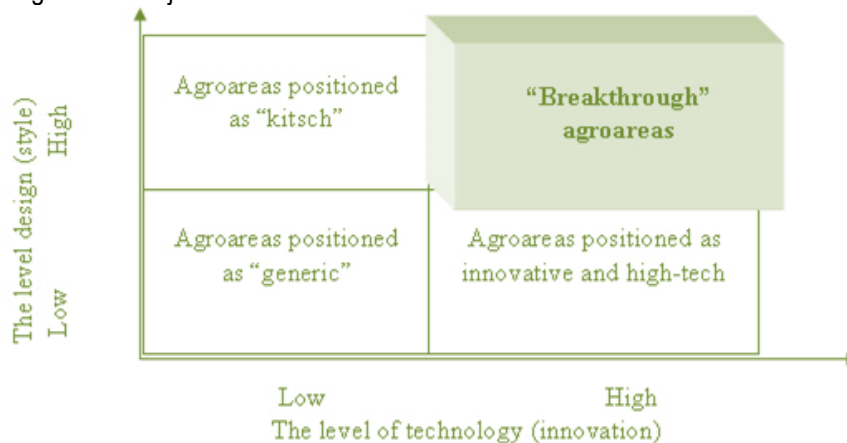 Agroareas positioned
as “kitsch”
“Breakthrough”
agroareas
Agroareas positioned
as “generic”
Agroareas positioned as
innovative and high-tech
The level design (style)
High
Low
Low
High
The level of technology (innovation)